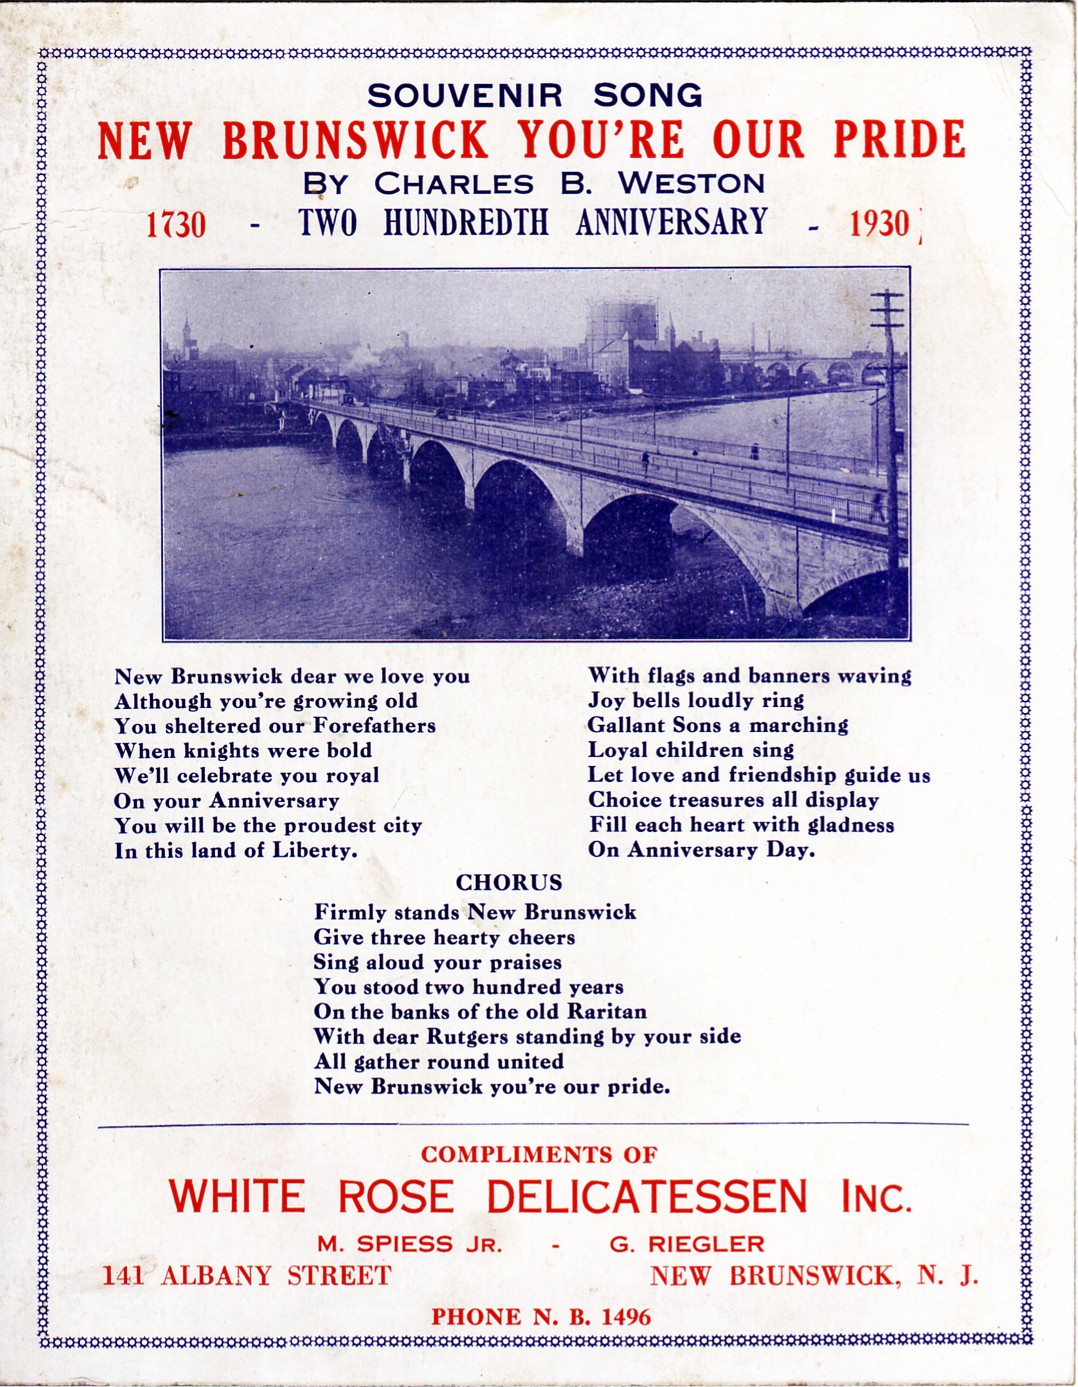 SOUVENIR SONG
NEW BRUNSWICK YOU'RE OUR PRIDE
BY CHARLES B. WESTON
1730 - TWO HUNDREDTH ANNIVERSARY - 1930
New Brunswick dear we love you
Although you're growing old
You sheltered our Forefathers
When knights were bold
We'll celebrate you royal
On your Anniversary
You will be the proudest city
In this land of Liberty.
With flags and banners waving
Joy bells loudly ring
Gallant Sons a marching
Loyal children sing
Let love and friendship guide us
Choice treasures all display
Fill each heart with gladness
On Anniversary Day.
CHORUS
Firmly stands New Brunswick
Give three hearty cheers
Sing aloud your praises
You stood two hundred years
On the banks of the old Raritan
With dear Rutgers standing by your side
All gather round united
New Brunswick you're our pride.
COMPLIMENTS OF
WHITE ROSE DELICATESSEN INC.
M. SPIESS JR. - G. RIEGLER
141 ALBANY STREET NEW BRUNSWICK, N. J.
PHONE N. B. 1496